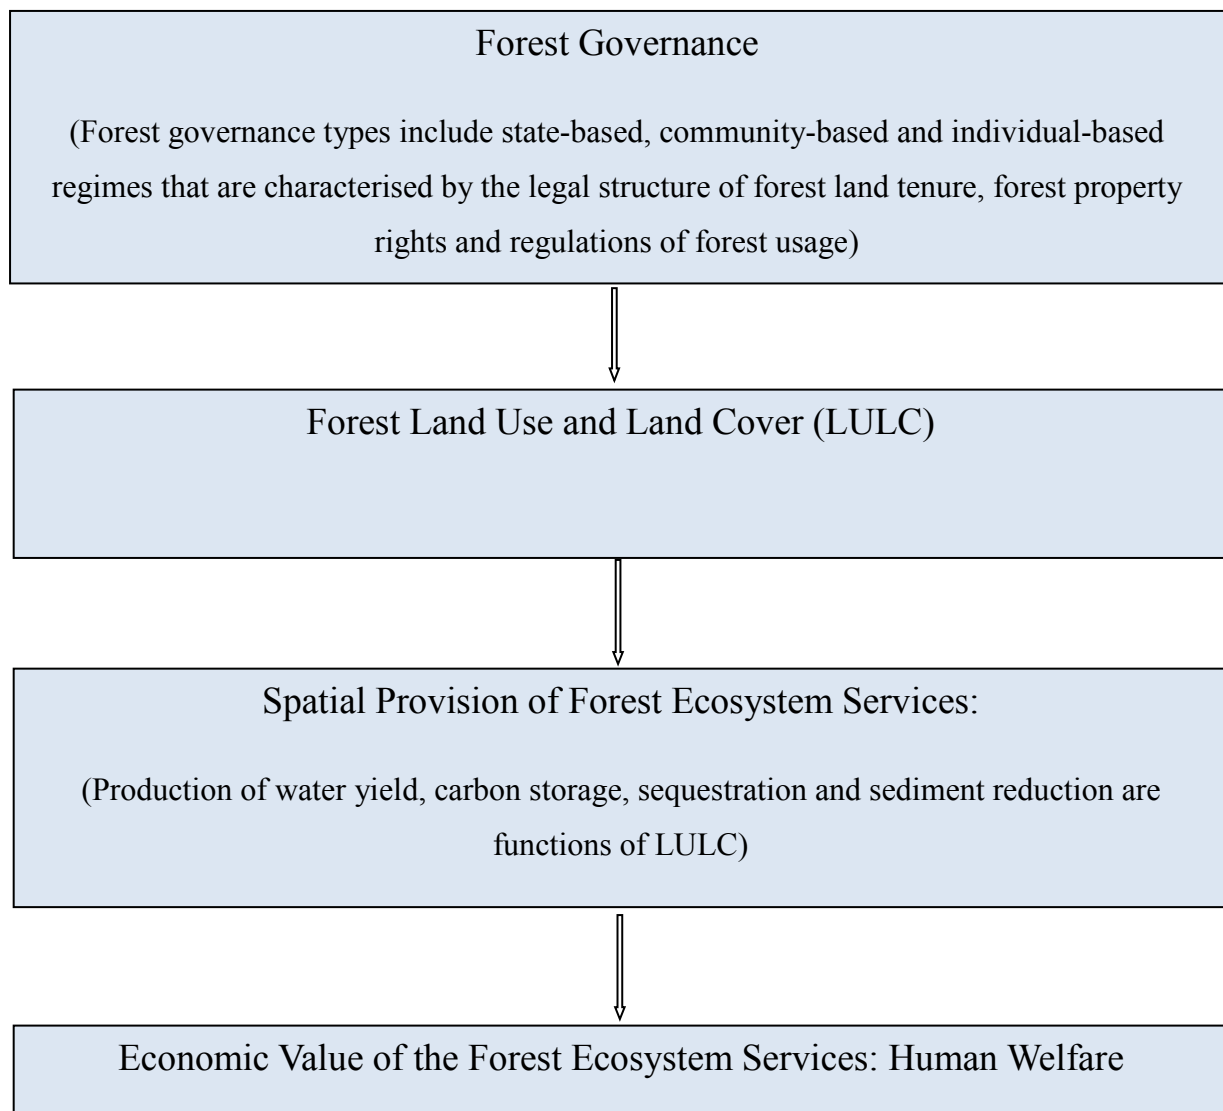 Forest Governance
(Forest governance types include state-based, community-based and individual-based
regimes that are characterised by the legal structure of forest land tenure, forest property
rights and regulations of forest usage)
Forest Land Use and Land Cover (LULC)
Spatial Provision of Forest Ecosystem Services:
(Production of water yield, carbon storage, sequestration and sediment reduction are
functions of LULC)
Economic Value of the Forest Ecosystem Services: Human Welfare